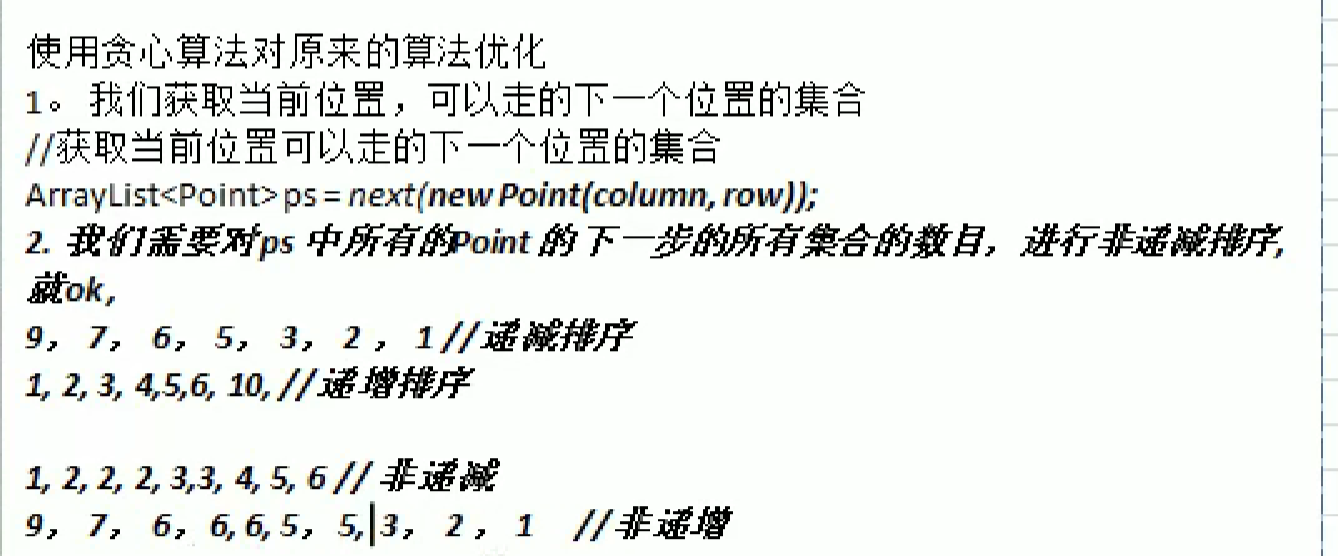 使用贪心算法对原来的算法优化
1。 我们获取当前位置，可以走的下一个位置的集合
//获取当前位置可以走的下一个位置的集合
ArrayList<Point> ps = next(new Point(column, row));
2. 我们需要对ps 中所有的Point 的下一步的所有集合的数目，进行非递减排序,
就ok，
9， 7， 6， 5， 3， 2 ， 1 //递减排序
1, 2, 3, 4,5,6, 10, //递增排序
1, 2, 2, 2, 3,3, 4, 5, 6 // 非递减
9， 7， 6，6, 6, 5， 5, 3， 2 ， 1 //非递增